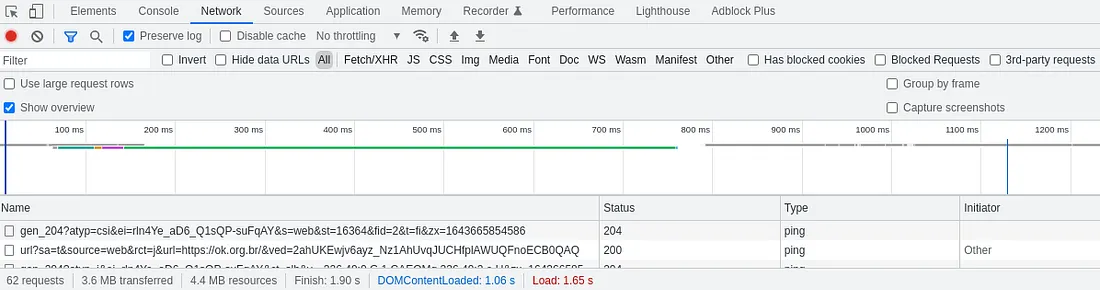 Elements Console Network Sources Application Memory Recorder Performance Lighthouse Adblock Plus
Preserve log Disable cache No throttling
Filter Invert Hide data URLs All Fetch/XHR JS CSS Img Media Font Doc WS Wasm Manifest Other Has blocked cookies Blocked Requests 3rd-party requests
Use large request rows Group by frame
Show overview Capture screenshots
100 ms 200 ms 300 ms 400 ms 500 ms 600 ms 700 ms 800 ms 900 ms 1000 ms 1100 ms 1200 ms
Name Status Type Initiator
gen_204?atyp=csi&ei=rln4Ye_aD6_Q1sQP-suFqAY&s=web&st=16364&fid=2&t=fi&zx=1643665854586 204 ping
url?sa=t&source=web&rct=j&url=https://ok.org.br/&ved=2ahUKEwjv6ayz_Nz1AhUvqJUCHfpIAWUQFnoECB0QAQ 200 ping Other
204 ping
62 requests 3.6 MB transferred 4.4 MB resources Finish: 1.90 s DOMContentLoaded: 1.06 s Load: 1.65 s